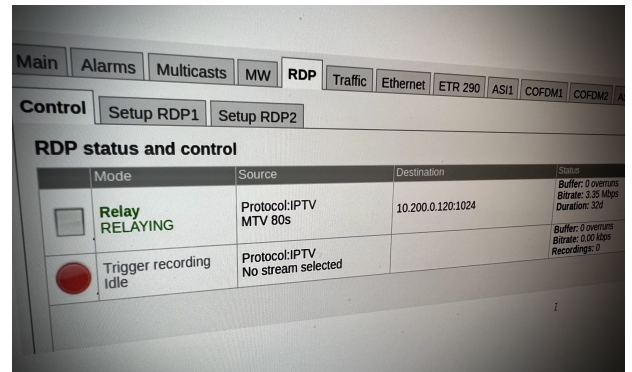 Main Alarms Multicasts MW RDP Traffic Ethernet ETR 290 ASI1 COFDM1 COFDM2
Control Setup RDP1 Setup RDP2
RDP status and control
Mode Source Destination Status
Relay
RELAYING
Protocol:IPTV
MTV 80s
10.200.0.120:1024
Buffer: 0 overruns
Bitrate: 3.35 Mbps
Duration: 32d
Trigger recording
Idle
Protocol:IPTV
No stream selected
Buffer: 0 overruns
Bitrate: 0.00 kbps
Recordings: 0